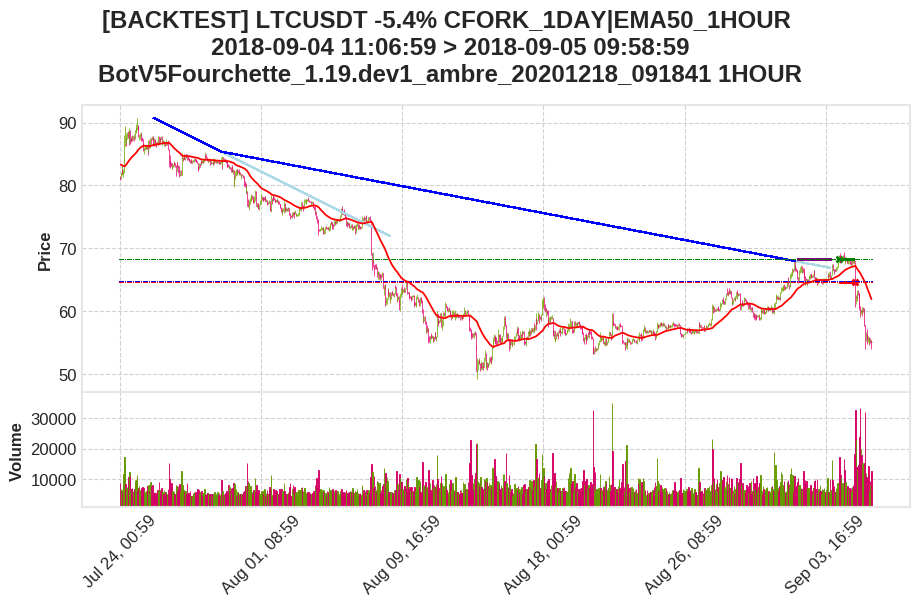 [BACKTEST] LTCUSDT -5.4% CFORK_1DAY|EMA50_1HOUR
2018-09-04 11:06:59 > 2018-09-05 09:58:59
BotV5Fourchette_1.19.dev1_ambre_20201218_091841 1HOUR
Price
90
80
70
60
50
Volume
30000
20000
10000
Jul 24, 00:59
Aug 01, 08:59
Aug 09, 16:59
Aug 18, 00:59
Aug 26, 08:59
Sep 03, 16:59